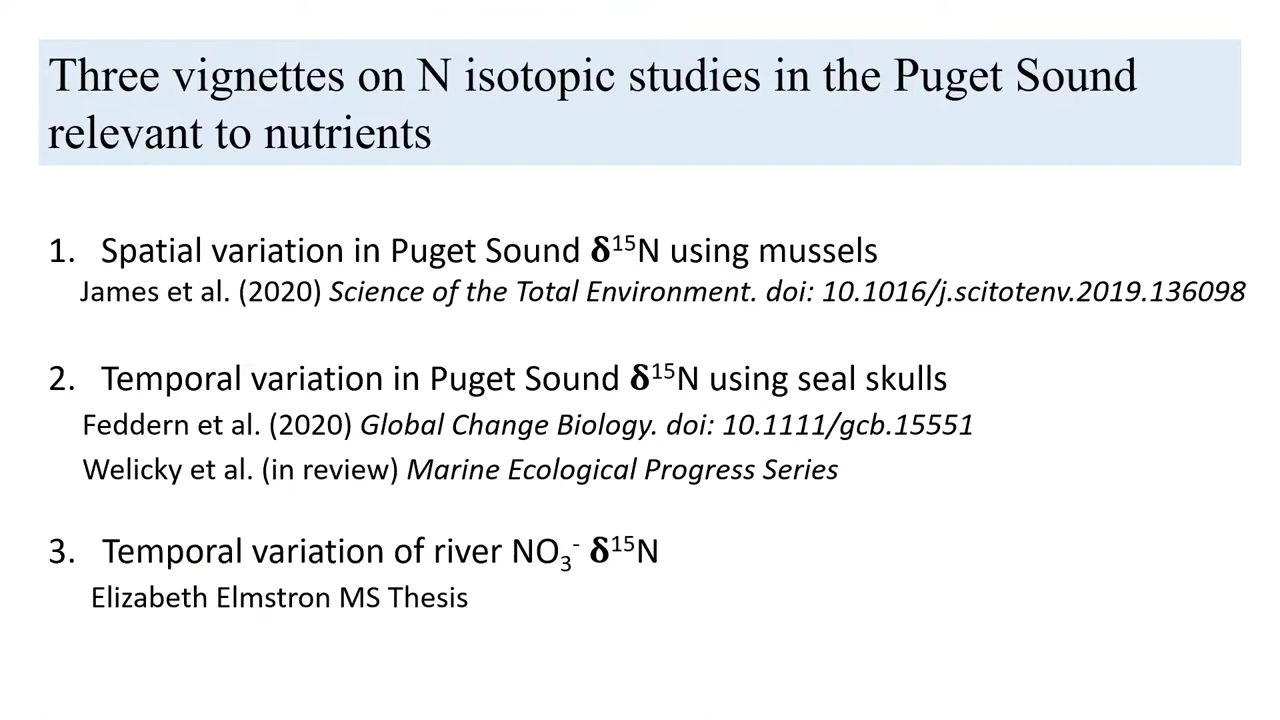 Three vignettes on N isotopic studies in the Puget Sound
relevant to nutrients
1. Spatial variation in Puget Sound δ¹⁵N using mussels
James et al. (2020) Science of the Total Environment. doi: 10.1016/j.scitotenv.2019.136098
2. Temporal variation in Puget Sound δ¹⁵N using seal skulls
Feddern et al. (2020) Global Change Biology. doi: 10.1111/gcb.15551
Welicky et al. (in review) Marine Ecological Progress Series
3. Temporal variation of river NO₃⁻ δ¹⁵N
Elizabeth Elmstron MS Thesis